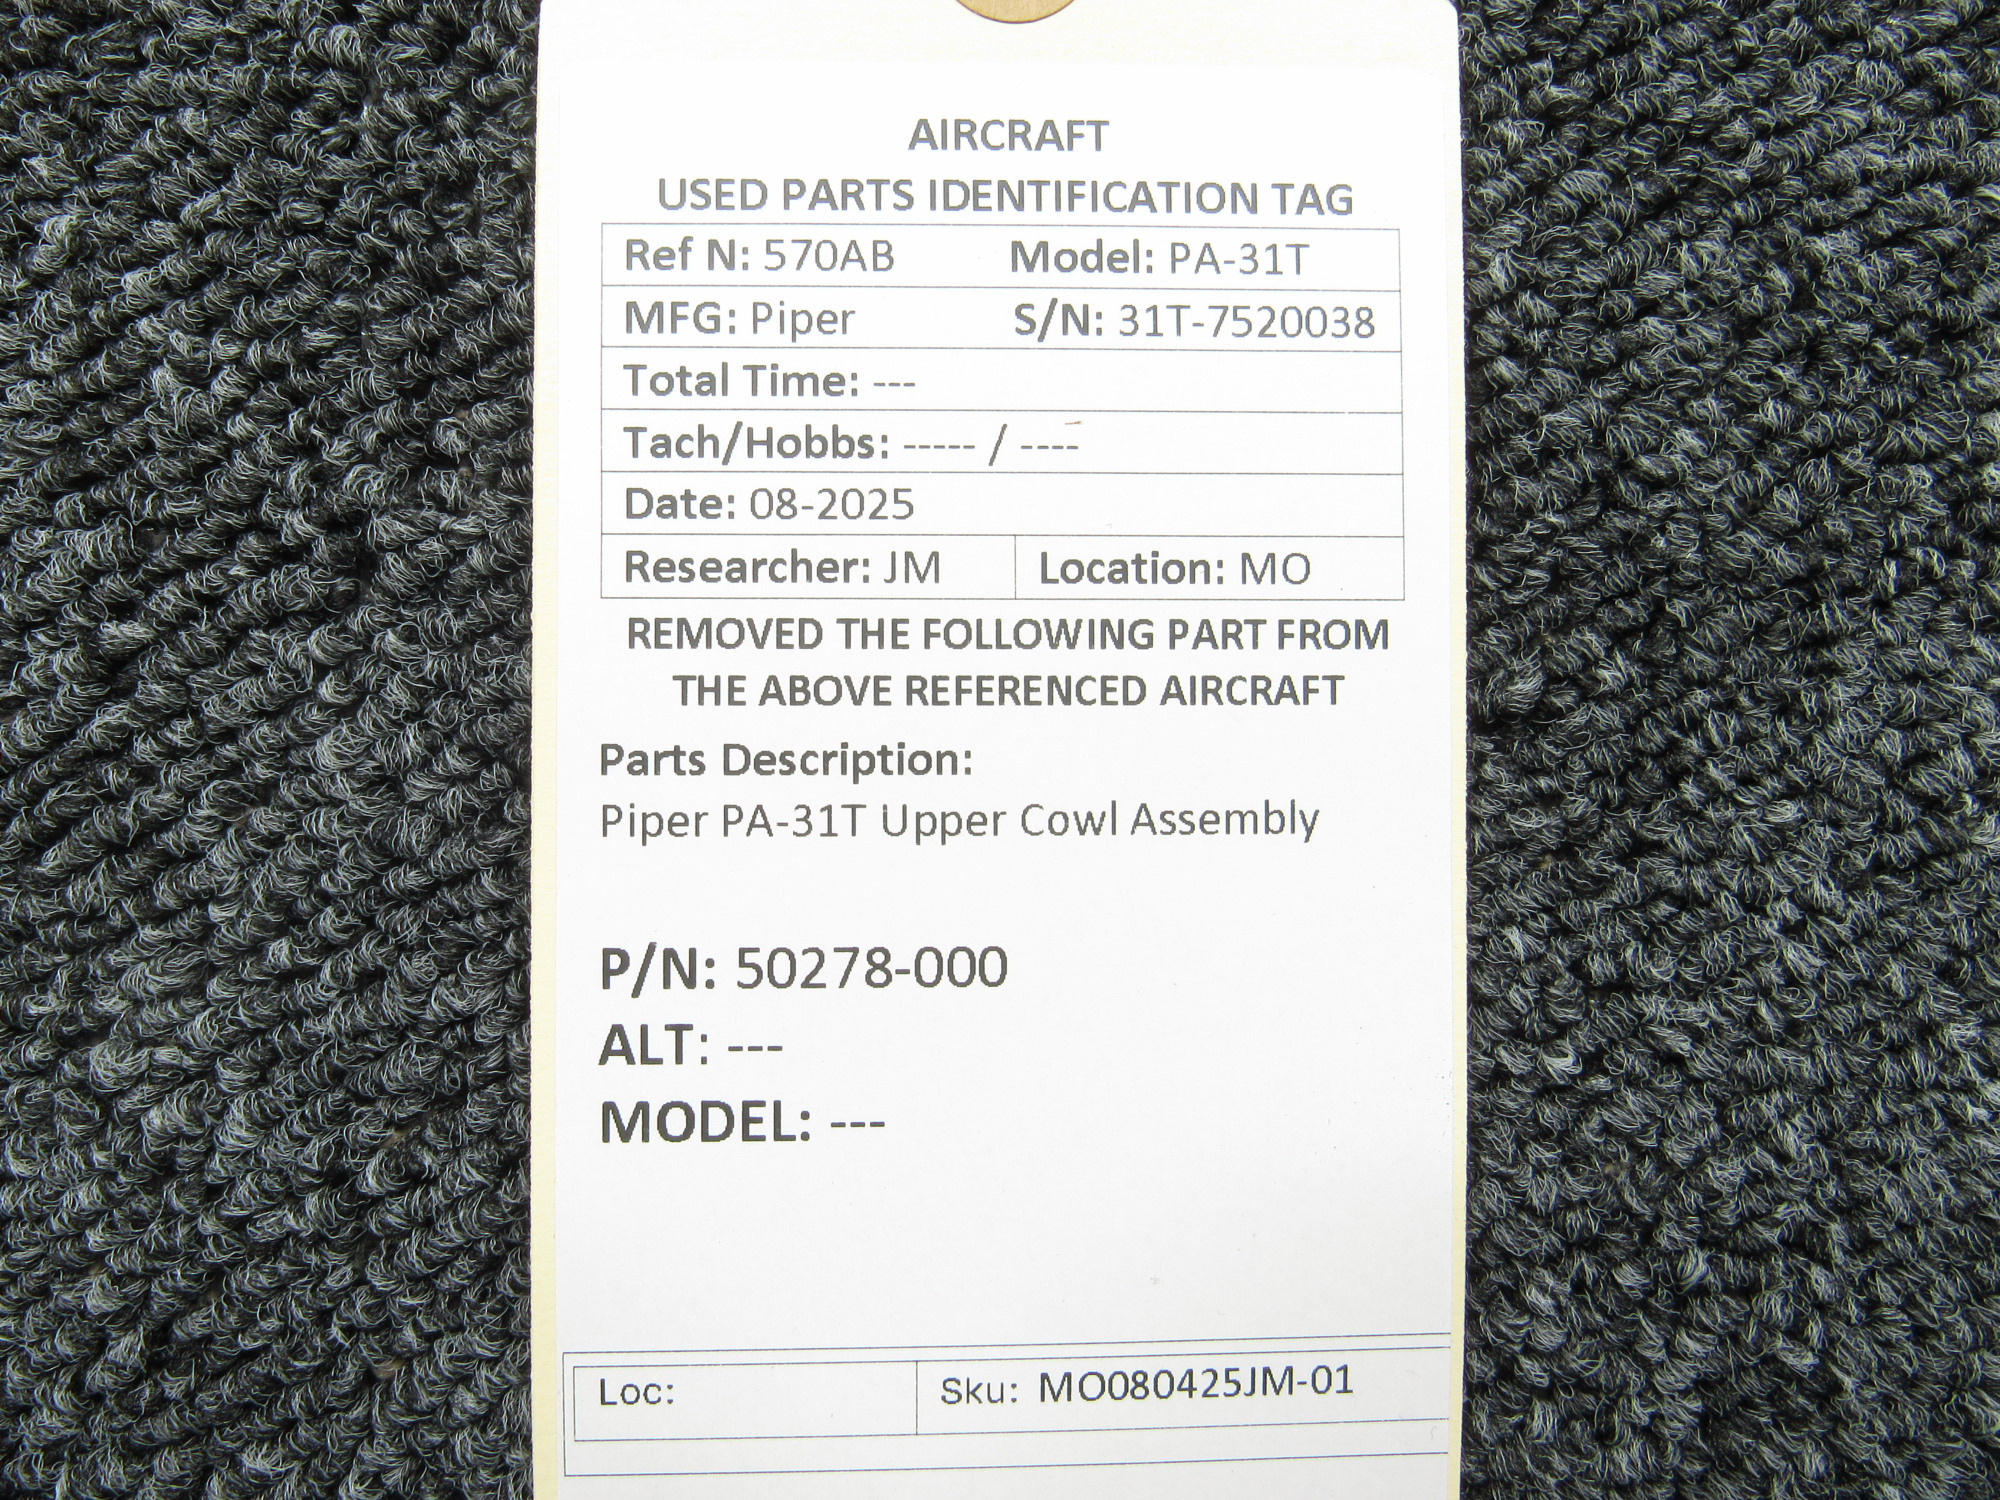 AIRCRAFT
USED PARTS IDENTIFICATION TAG
Ref N: 570AB Model: PA-31T
MFG: Piper S/N: 31T-7520038
Total Time: ---
Tach/Hobbs: ----- / ----
Date: 08-2025
Researcher: JM Location: MO
REMOVED THE FOLLOWING PART FROM
THE ABOVE REFERENCED AIRCRAFT
Parts Description:
Piper PA-31T Upper Cowl Assembly
P/N: 50278-000
ALT: ---
MODEL: ---
Loc: Sku: MO080425JM-01